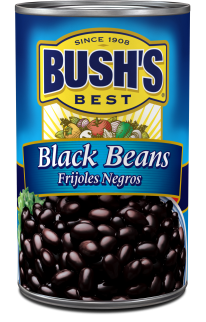 SINCE 1908
BUSH'S
BEST
®
Black Beans
Frijoles Negros